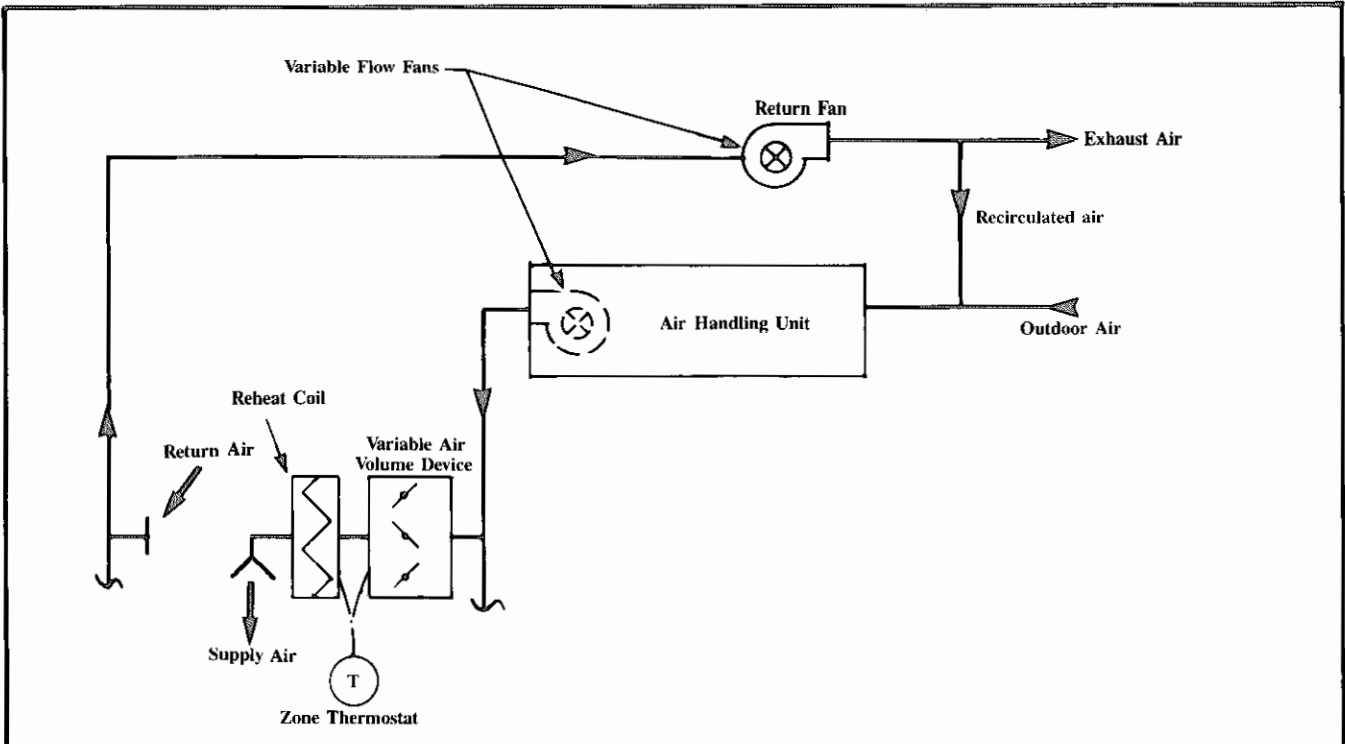 Variable Flow Fans
Return Fan
Exhaust Air
Recirculated air
Air Handling Unit
Outdoor Air
Reheat Coil
Return Air
Variable Air
Volume Device
Supply Air
T
Zone Thermostat